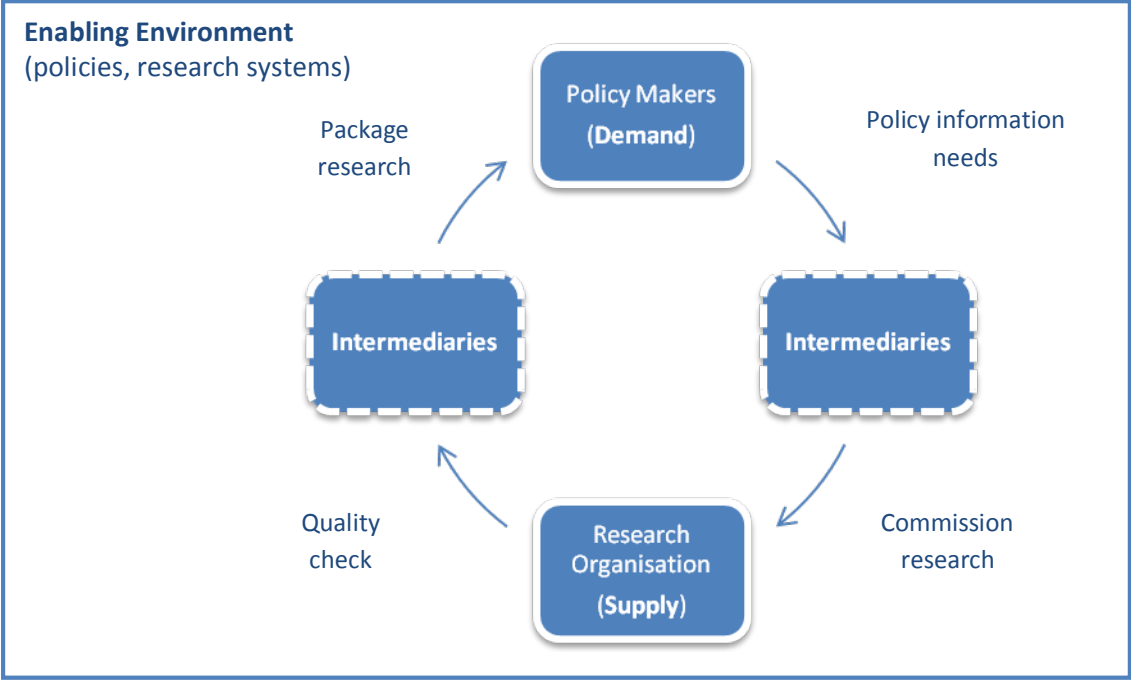 Enabling Environment
(policies, research systems)
Policy Makers
(Demand)
Package
research
Policy information
needs
Intermediaries
Intermediaries
Quality
check
Research
Organisation
(Supply)
Commission
research